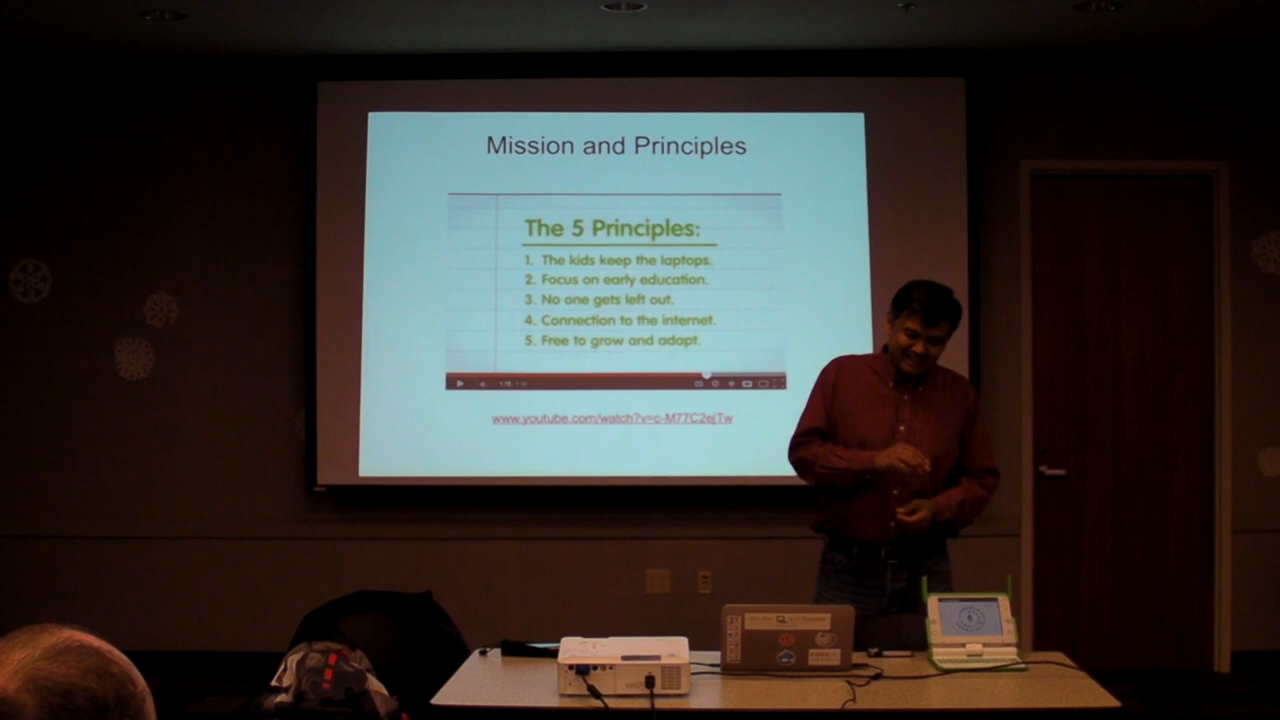 Mission and Principles
The 5 Principles:
1. The kids keep the laptops.
2. Focus on early education.
3. No one gets left out.
4. Connection to the internet.
5. Free to grow and adapt.
www.youtube.com/watch?v=c-M77C2ejTw